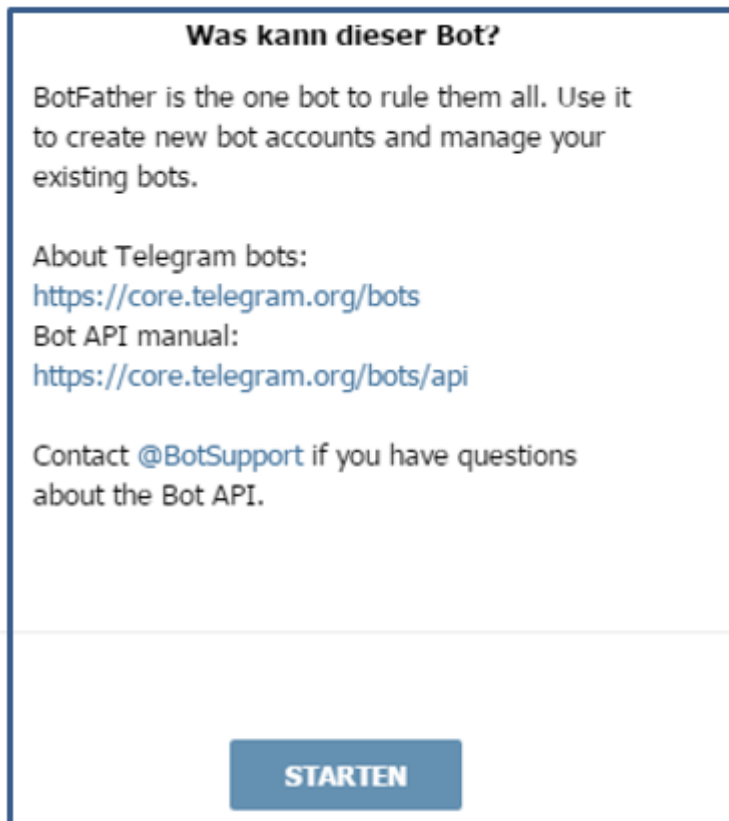 Was kann dieser Bot?
BotFather is the one bot to rule them all. Use it
to create new bot accounts and manage your
existing bots.
About Telegram bots:
https://core.telegram.org/bots
Bot API manual:
https://core.telegram.org/bots/api
Contact @BotSupport if you have questions
about the Bot API.
STARTEN